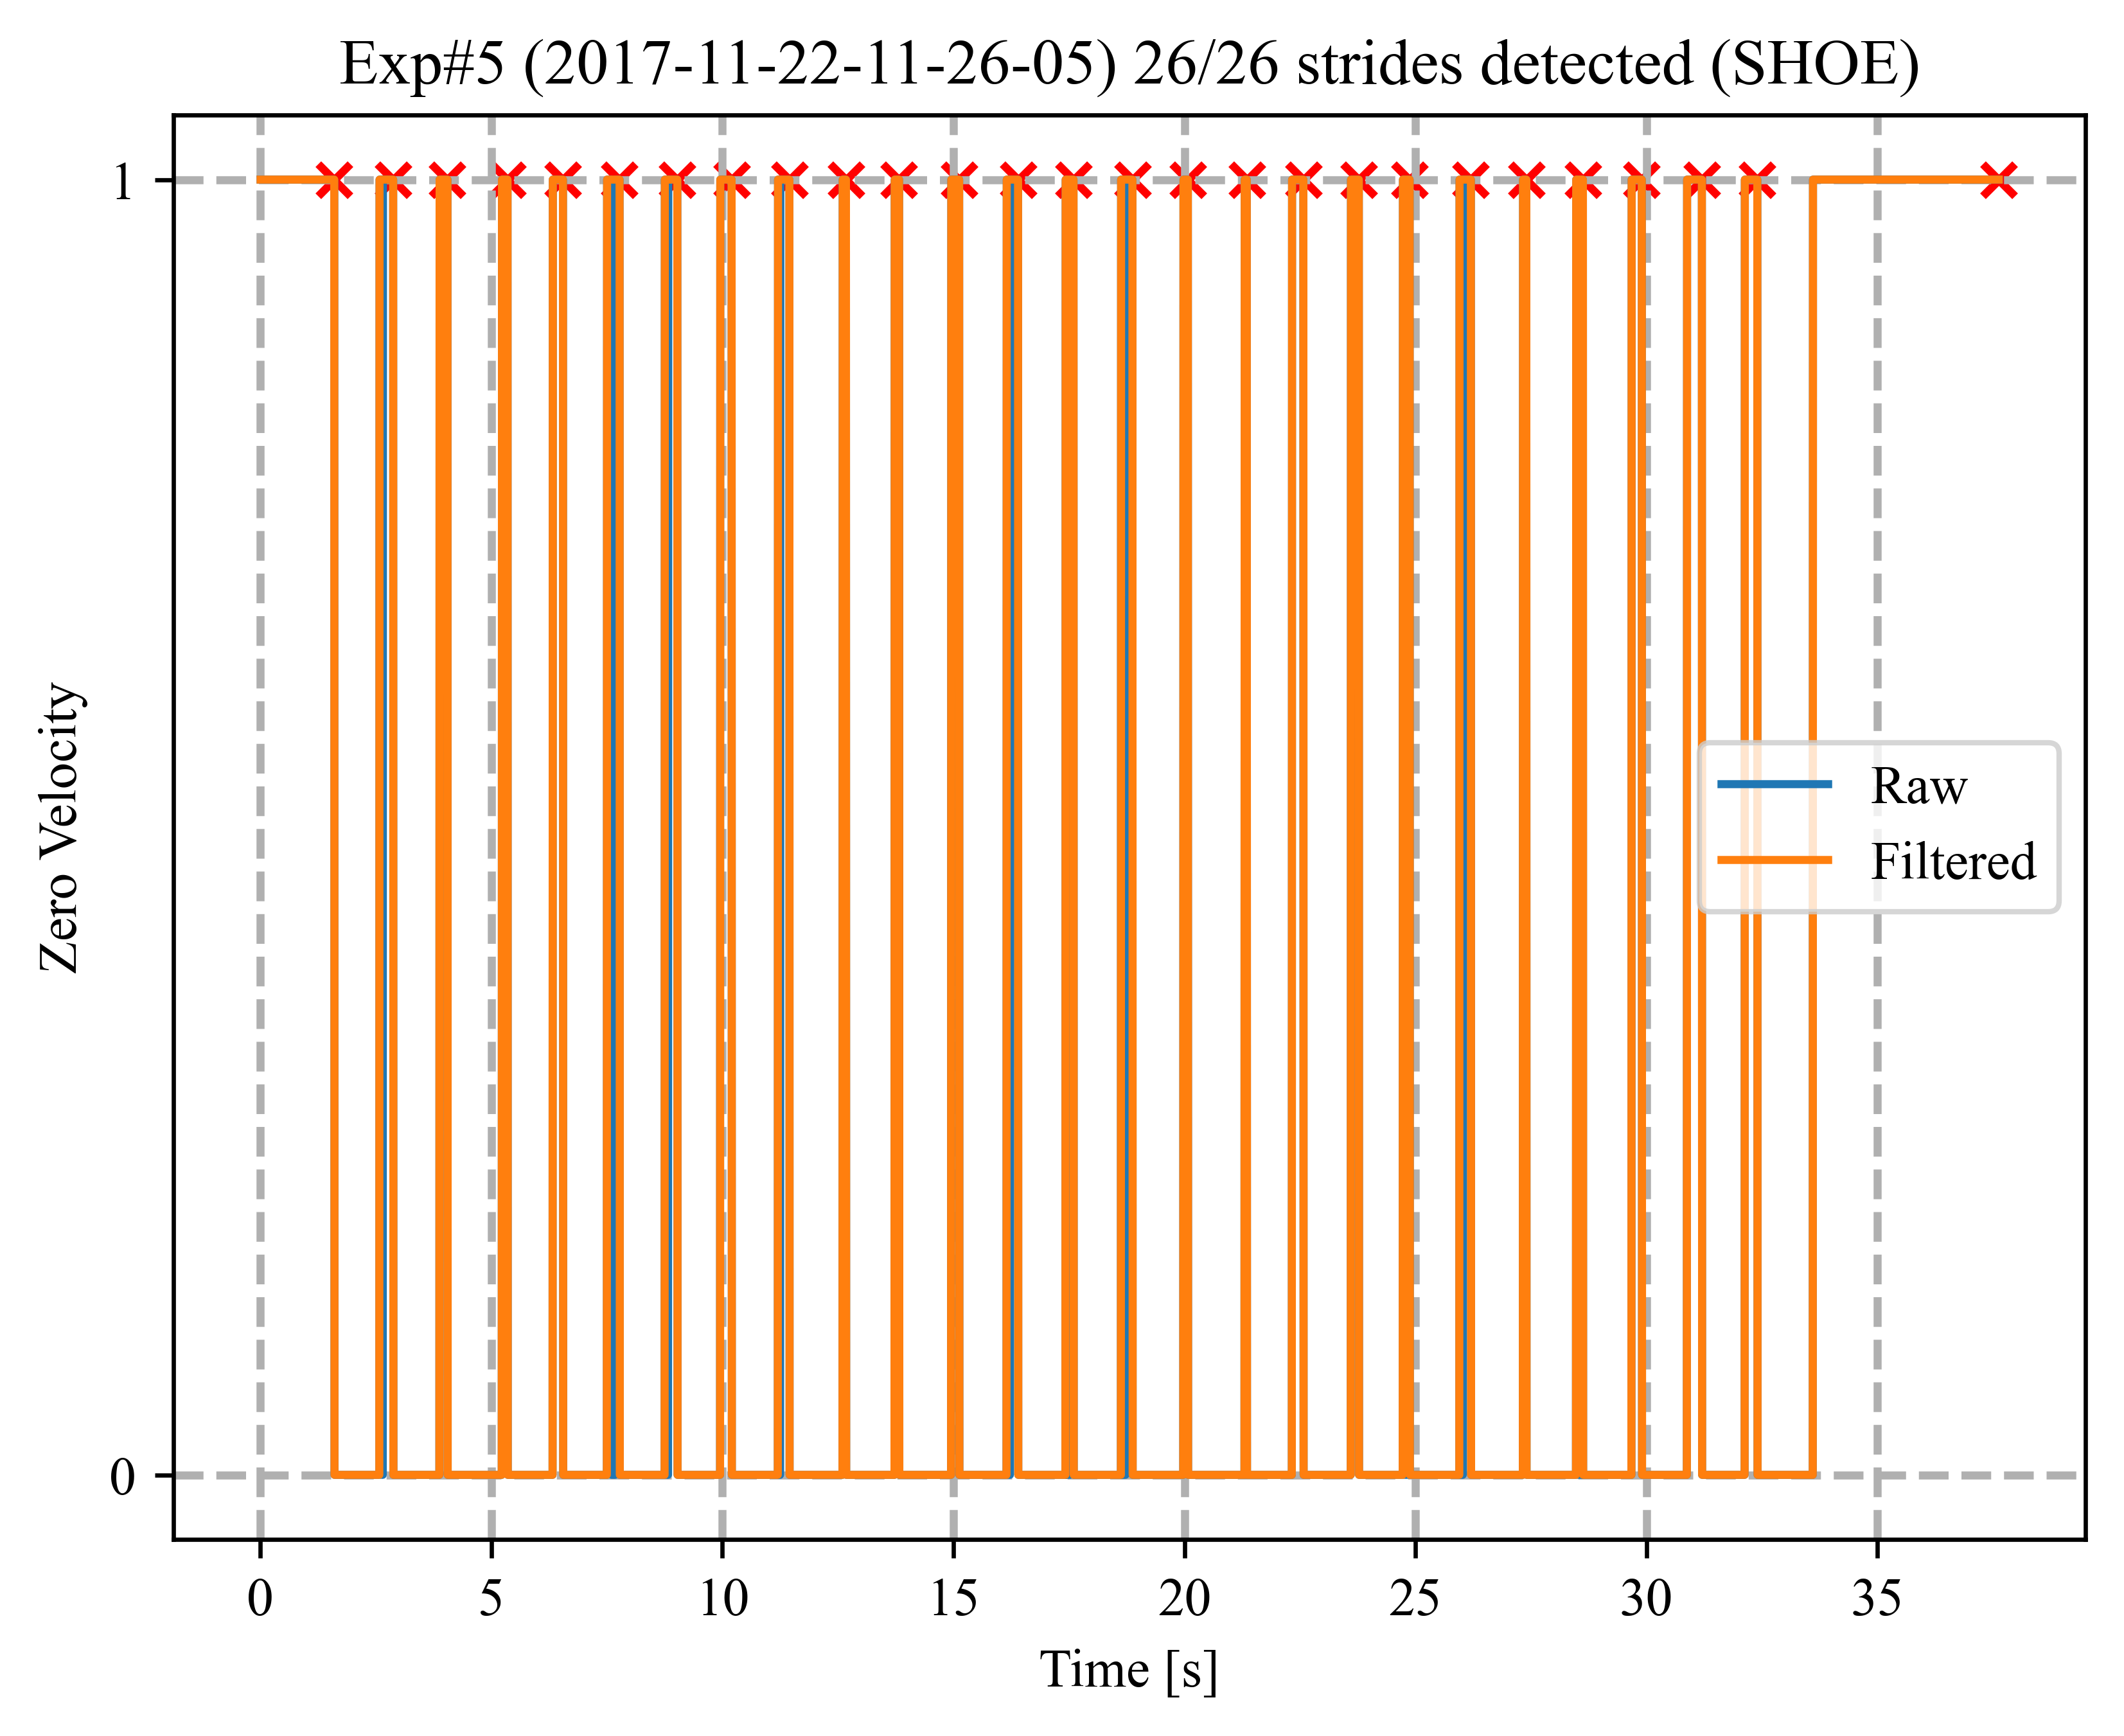 Exp#5 (2017-11-22-11-26-05) 26/26 strides detected (SHOE)
1
Zero Velocity
Raw
Filtered
0
0 5 10 15 20 25 30 35
Time [s]